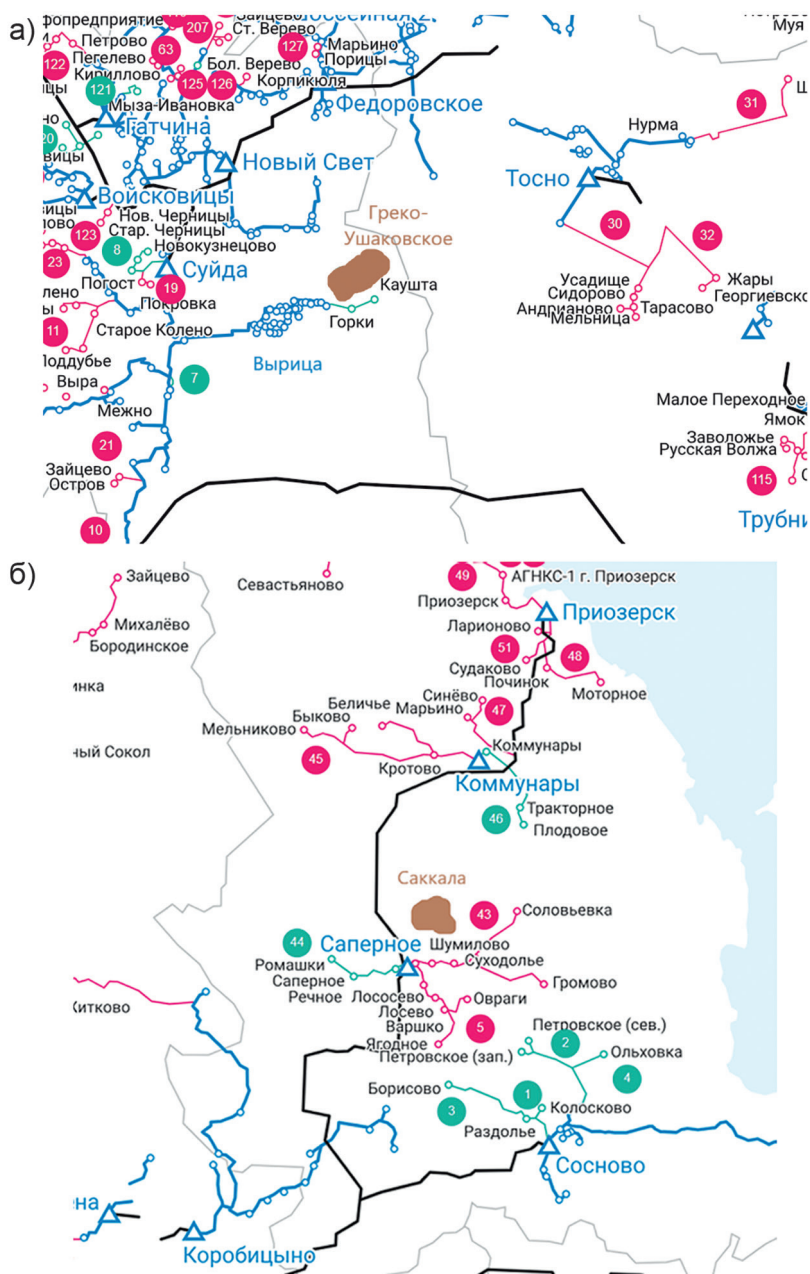 а)
фопредприятие
207
Зайцево
Ст. Верево
Петрово
63
127
Марьино
Порицы
122
Пегелево
Кириллово
Бол. Верево
125
126
Корпикюля
121
Мыза-Ивановка
Федоровское
Гатчина
20
Новый Свет
Войсковицы
Нов. Черницы
Стар. Черницы
123
8
Новокузнецово
23
Суйда
Погост
19
Покровка
11
Старое Колено
Поддубье
Выра
7
Вырица
Межно
21
Зайцево
Остров
10
Греко-
Ушаковское
Каушта
Горки
Муя
31
Нурма
Тосно
30
32
Усадище
Сидорово
Андрианово
Мельница
Тарасово
Жары
Георгиевско
Малое Переходное
Ямок
Заволожье
Русская Волжа
115
Трубни
б)
Зайцево
Севастьяново
49
АГНКС-1 г. Приозерск
Михалёво
Бородинское
Приозерск
Приозерск
Ларионово
51
48
Судаково
Починок
Моторное
инка
Синёво
Беличье
Марьино
47
Быково
Мельниково
ный Сокол
Коммунары
45
Кротово
Коммунары
46
Тракторное
Плодовое
Саккала
43
Соловьевка
44
Саперное
Шумилово
Ромашки
Суходолье
Саперное
Речное
Громово
Лососево
Овраги
Лосево
Варшко
5
Ягодное
Петровское (зап.)
Петровское (сев.)
2
Ольховка
4
Борисово
1
3
Колосково
Раздолье
Сосново
Житково
ена
Коробицыно